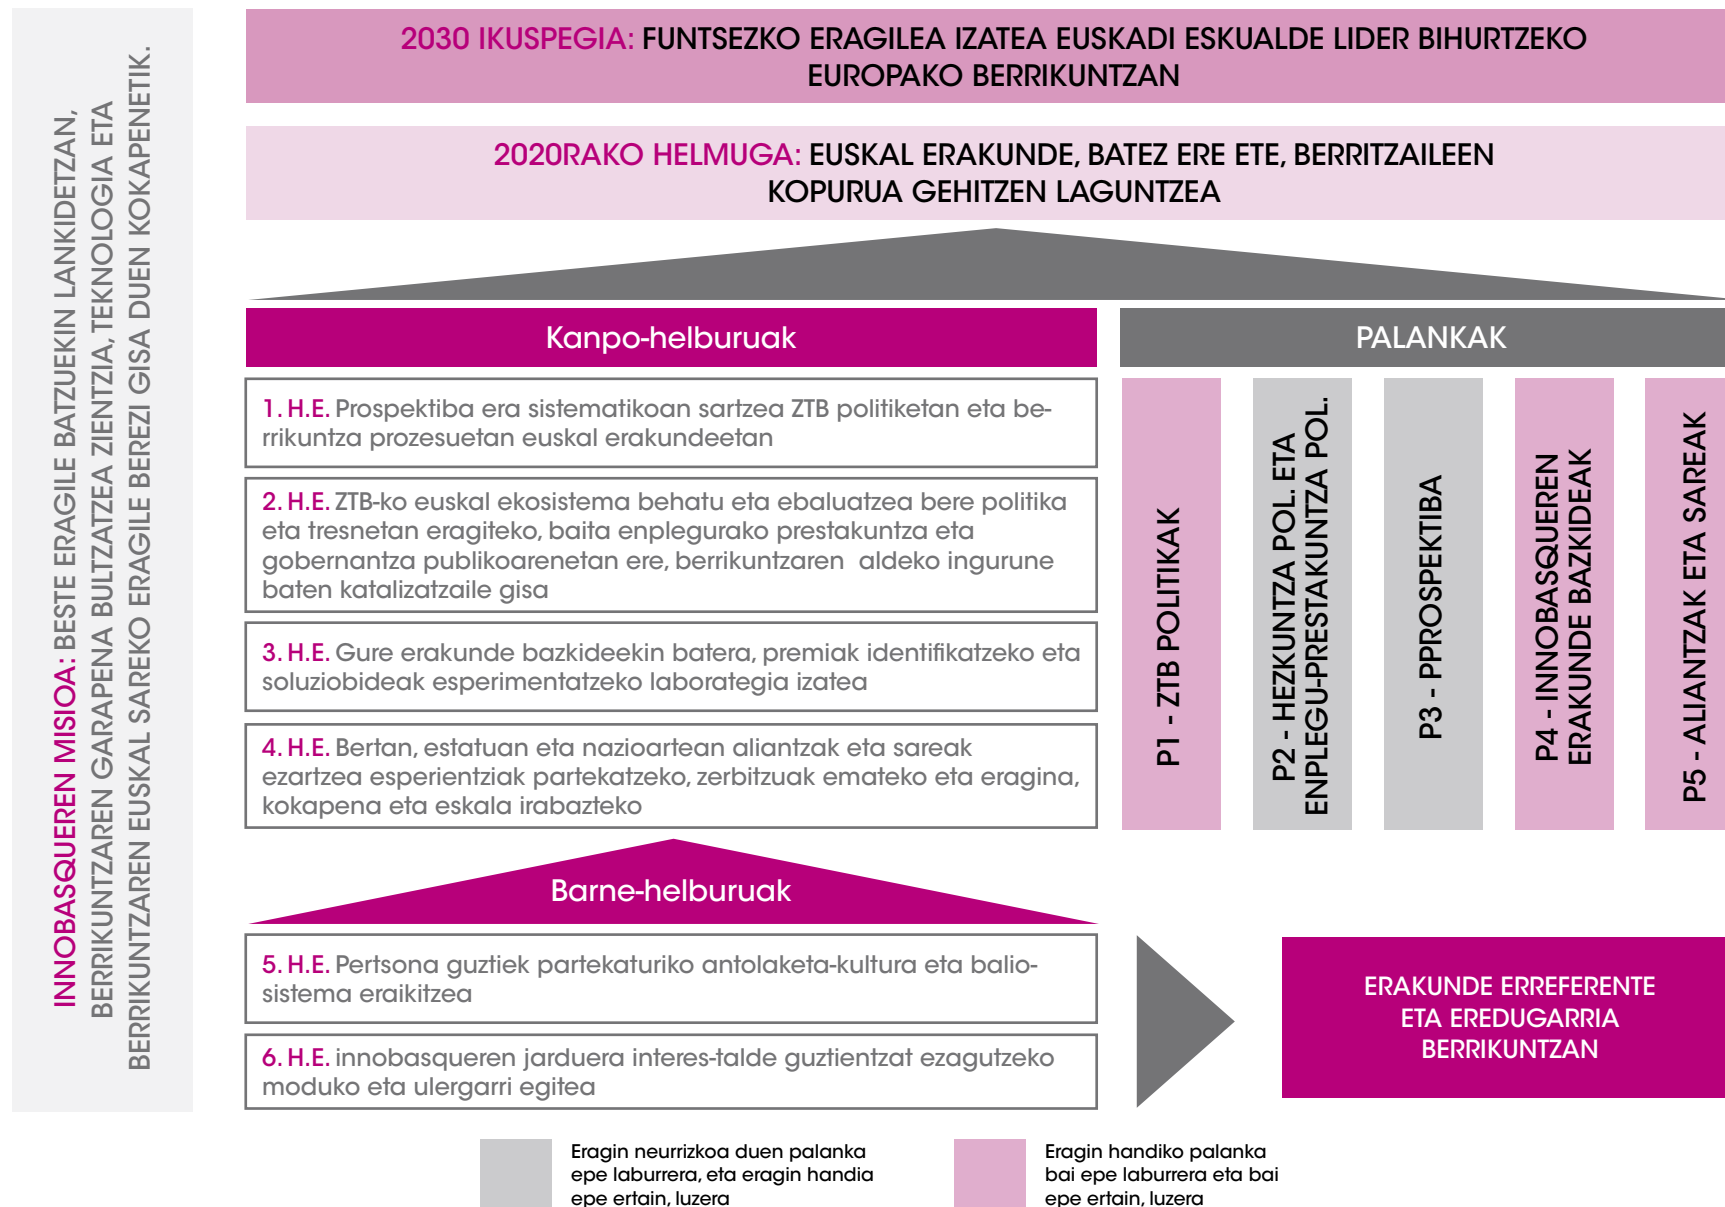 INNOBASQUEREN MISIOA: BESTE ERAGILE BATZUEKIN LANKIDETZAN,
BERRIKUNTZAREN GARAPENA BULTZATZEA ZIENTZIA, TEKNOLOGIA ETA
BERRIKUNTZAREN EUSKAL SAREKO ERAGILE BEREZI GISA DUEN KOKAPENETIK.
2030 IKUSPEGIA: FUNTSEZKO ERAGILEA IZATEA EUSKADI ESKUALDE LIDER BIHURTZEKO
EUROPAKO BERRIKUNTZAN
2020RAKO HELMUGA: EUSKAL ERAKUNDE, BATEZ ERE ETE, BERRITZAILEEN
KOPURUA GEHITZEN LAGUNTZEA
Kanpo-helburuak
1. H.E. Prospektiba era sistematikoan sartzea ZTB politiketan eta be-
rrikuntza prozesuetan euskal erakundeetan
2. H.E. ZTB-ko euskal ekosistema behatu eta ebaluatzea bere politika
eta tresnetan eragiteko, baita enplegurako prestakuntza eta
gobernantza publikoarenetan ere, berrikuntzaren aldeko ingurune
baten katalizatzaile gisa
3. H.E. Gure erakunde bazkideekin batera, premiak identifikatzeko eta
soluziobideak esperimentatzeko laborategia izatea
4. H.E. Bertan, estatuan eta nazioartean aliantzak eta sareak
ezartzea esperientziak partekatzeko, zerbitzuak emateko eta eragina,
kokapena eta eskala irabazteko
PALANKAK
P1 - ZTB POLITIKAK
P2 - HEZKUNTZA POL. ETA
ENPLEGU-PRESTAKUNTZA POL.
P3 - PPROSPEKTIBA
P4 - INNOBASQUEREN
ERAKUNDE BAZKIDEAK
P5 - ALIANTZAK ETA SAREAK
Barne-helburuak
5. H.E. Pertsona guztiek partekaturiko antolaketa-kultura eta balio-
sistema eraikitzea
6. H.E. innobasqueren jarduera interes-talde guztientzat ezagutzeko
moduko eta ulergarri egitea
ERAKUNDE ERREFERENTE
ETA EREDUGARRIA
BERRIKUNTZAN
Eragin neurrizkoa duen palanka
epe laburrera, eta eragin handia
epe ertain, luzera
Eragin handiko palanka
bai epe laburrera eta bai
epe ertain, luzera